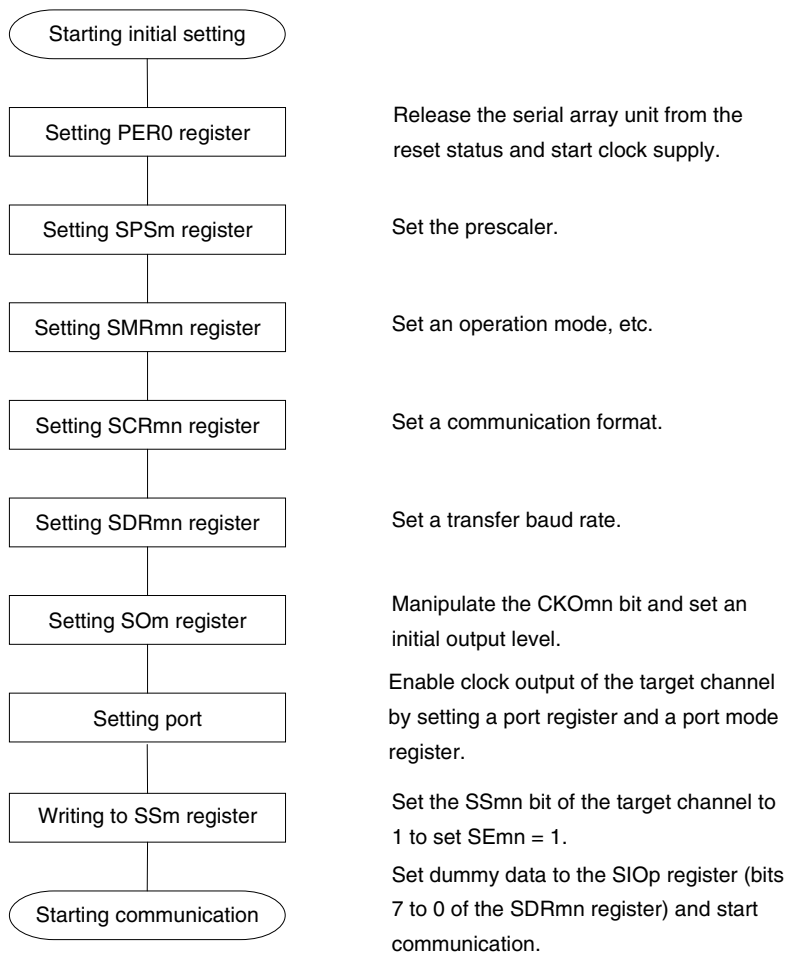 Starting initial setting
Setting PER0 register
Release the serial array unit from the
reset status and start clock supply.
Setting SPSm register
Set the prescaler.
Setting SMRmn register
Set an operation mode, etc.
Setting SCRmn register
Set a communication format.
Setting SDRmn register
Set a transfer baud rate.
Setting SOm register
Manipulate the CKOmn bit and set an
initial output level.
Setting port
Enable clock output of the target channel
by setting a port register and a port mode
register.
Writing to SSm register
Set the SSmn bit of the target channel to
1 to set SEmn = 1.
Starting communication
Set dummy data to the SIOp register (bits
7 to 0 of the SDRmn register) and start
communication.